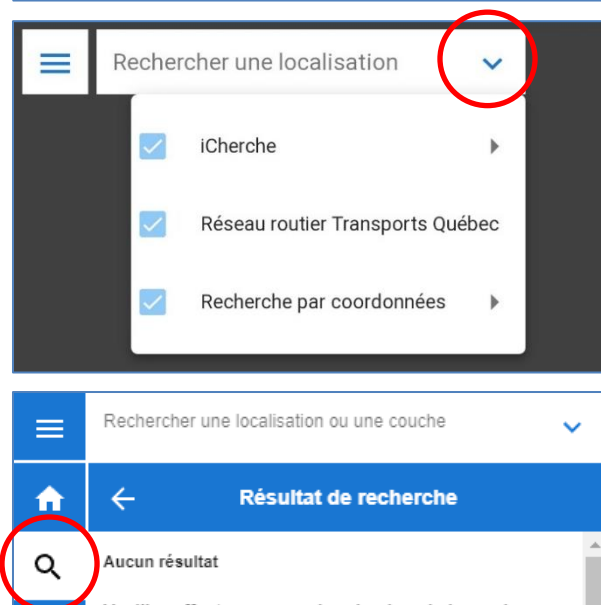 Rechercher une localisation
iCherche
Réseau routier Transports Québec
Recherche par coordonnées
Rechercher une localisation ou une couche
Résultat de recherche
Aucun résultat